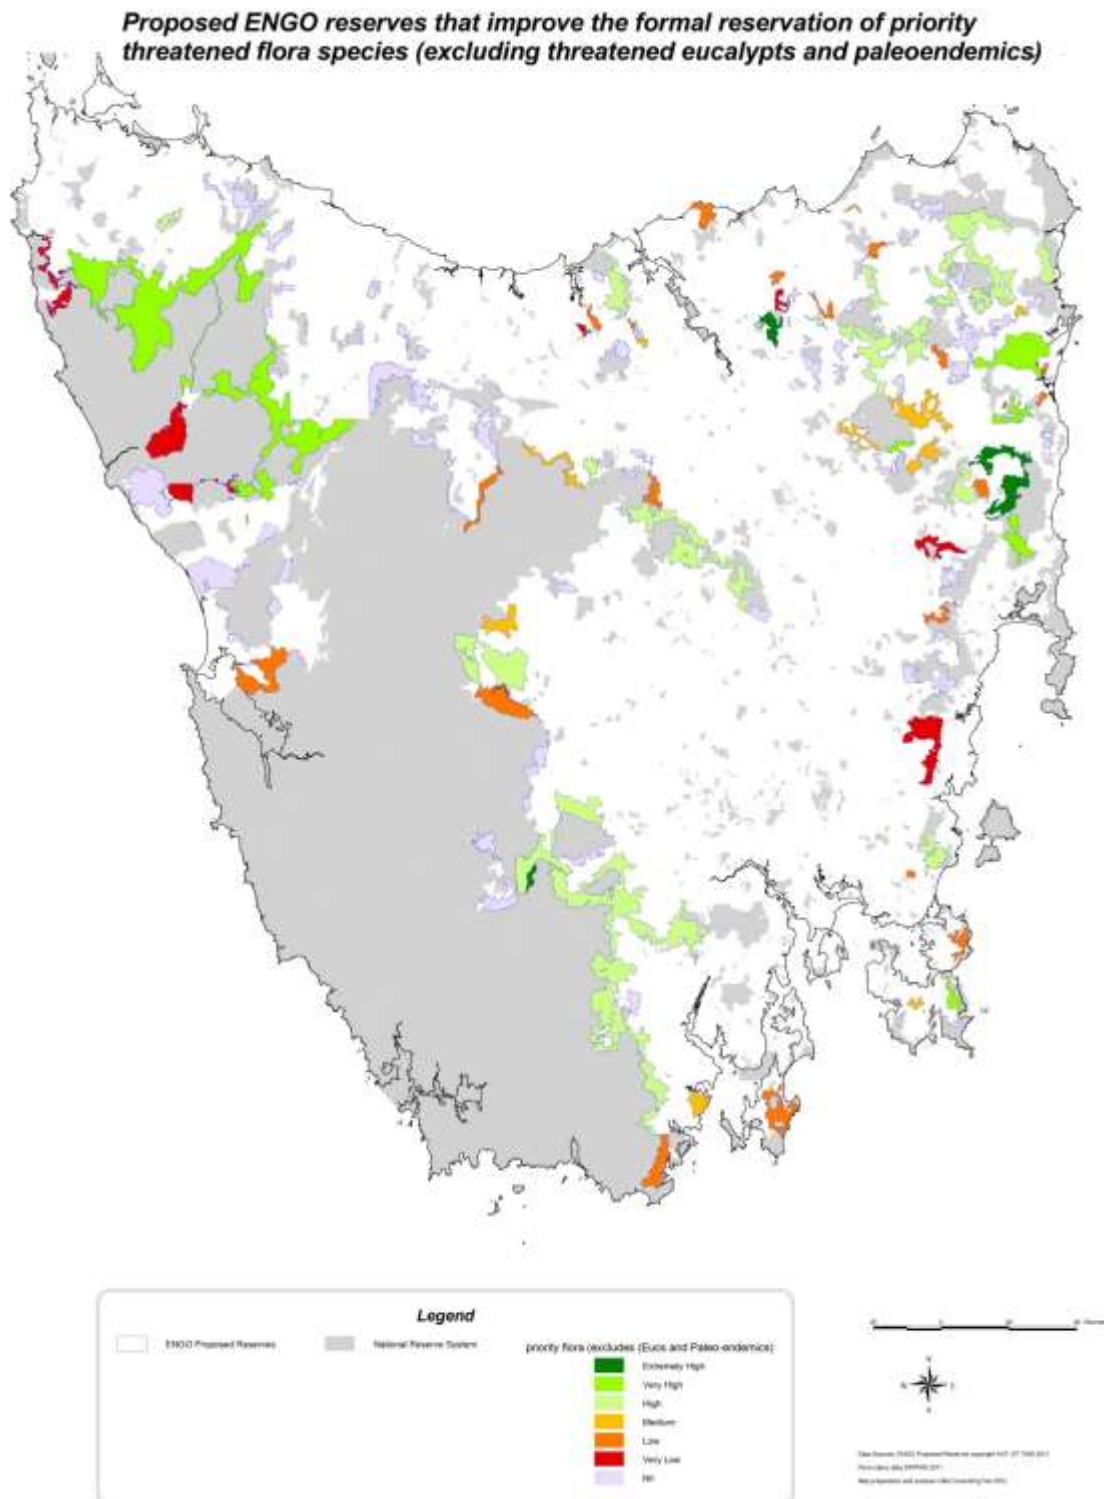 Proposed ENGO reserves that improve the formal reservation of priority
threatened flora species (excluding threatened eucalypts and paleoendemics)
Legend
ENGO Proposed Reserves
National Reserve System
priority flora (excludes (Eucs and Paleo-endemics)
Extremely High
Very High
High
Medium
Low
Very Low
Nil
N
E
S